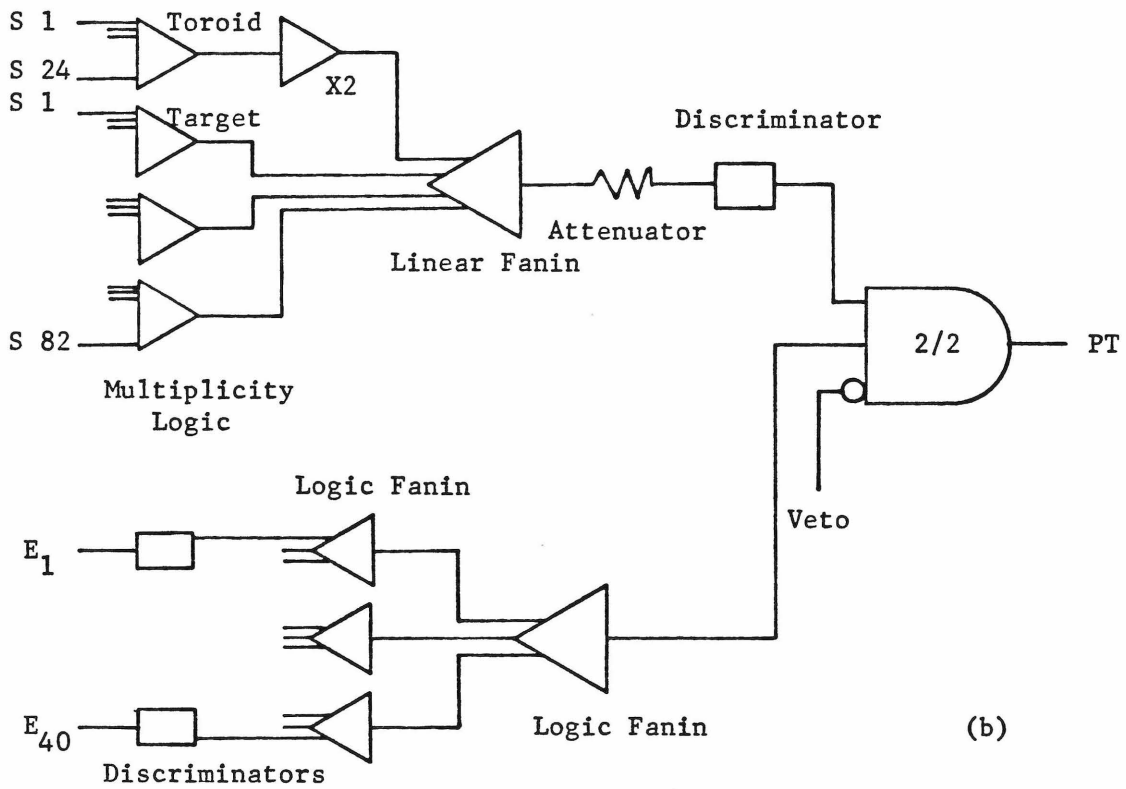 S 1
Toroid
S 24
X2
S 1
Target
Discriminator
Attenuator
Linear Fanin
S 82
2/2
PT
Multiplicity
Logic
Veto
Logic Fanin
E1
E40
Logic Fanin
(b)
Discriminators